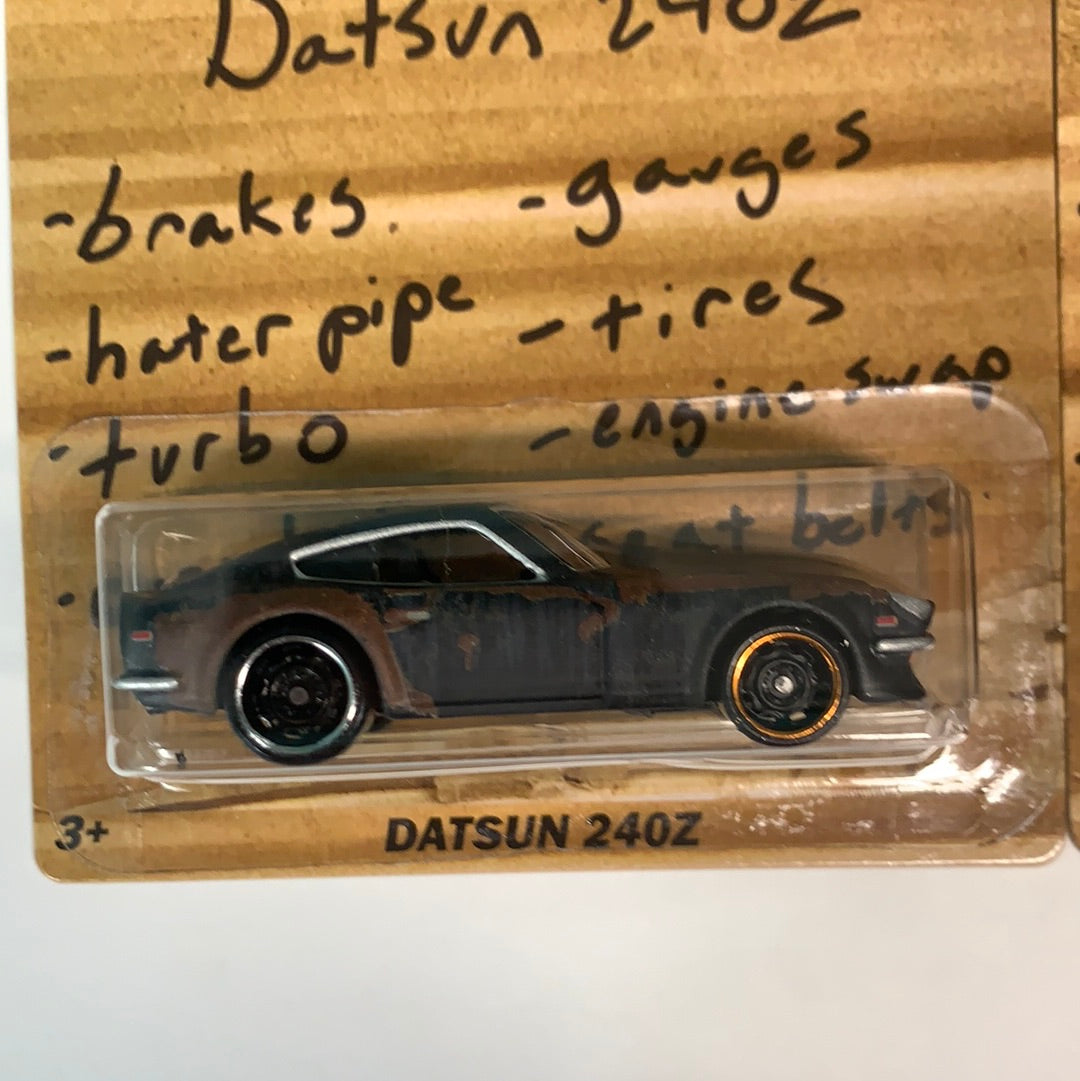 Datsun 240Z
-brakes. -gauges
-hater pipe -tires
-turbo -engine swap
seat belts
3+ DATSUN 240Z